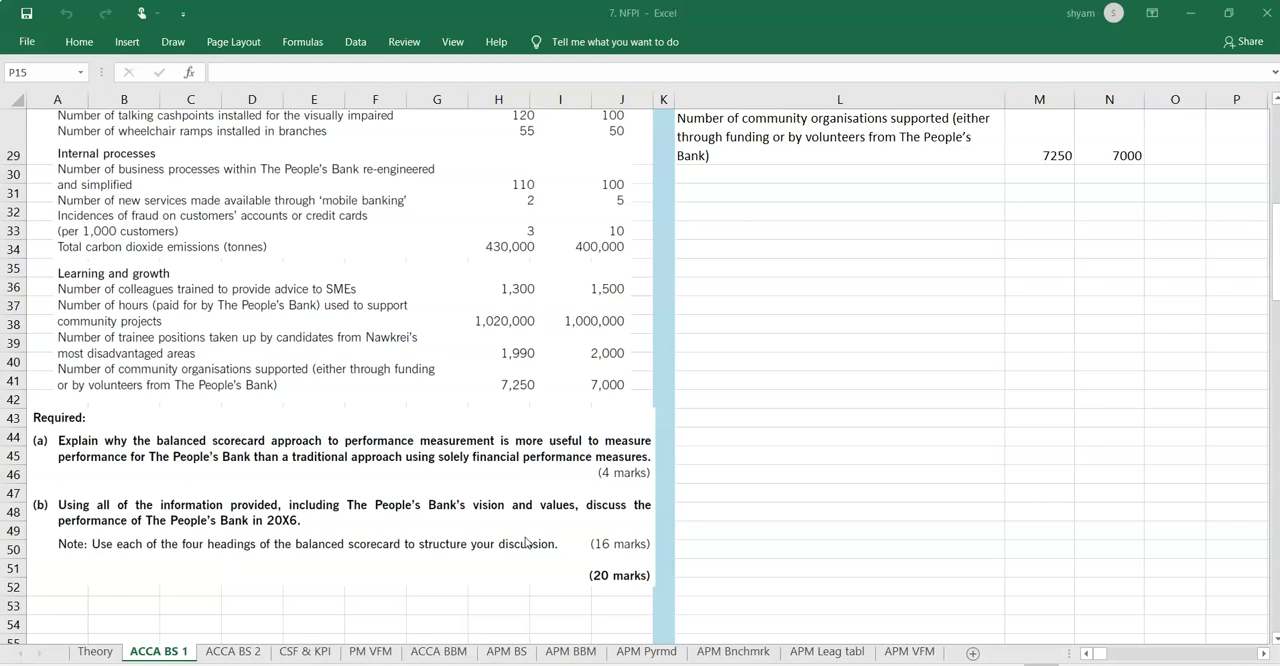 7. NFPI - Excel
shyam S
File Home Insert Draw Page Layout Formulas Data Review View Help Tell me what you want to do Share
P15 fx
A B C D E F G H I J K L M N O P
Number of talking cashpoints installed for the visually impaired 120 100
Number of wheelchair ramps installed in branches 55 50
Number of community organisations supported (either
through funding or by volunteers from The People's
Bank) 7250 7000
29
30
31
32
33
34
35
36
37
38
39
40
41
42
43
44
45
46
47
48
49
50
51
52
53
54
55
Internal processes
Number of business processes within The People's Bank re-engineered
and simplified 110 100
Number of new services made available through 'mobile banking' 2 5
Incidences of fraud on customers' accounts or credit cards
(per 1,000 customers) 3 10
Total carbon dioxide emissions (tonnes) 430,000 400,000
Learning and growth
Number of colleagues trained to provide advice to SMEs 1,300 1,500
Number of hours (paid for by The People's Bank) used to support
community projects 1,020,000 1,000,000
Number of trainee positions taken up by candidates from Nawkrei's
most disadvantaged areas 1,990 2,000
Number of community organisations supported (either through funding
or by volunteers from The People's Bank) 7,250 7,000
Required:
(a) Explain why the balanced scorecard approach to performance measurement is more useful to measure
performance for The People's Bank than a traditional approach using solely financial performance measures.
(4 marks)
(b) Using all of the information provided, including The People's Bank's vision and values, discuss the
performance of The People's Bank in 20X6.
Note: Use each of the four headings of the balanced scorecard to structure your discussion. (16 marks)
(20 marks)
Theory ACCA BS 1 ACCA BS 2 CSF & KPI PM VFM ACCA BBM APM BS APM BBM APM Pyrmd APM Bnchmrk APM Leag tabl APM VFM